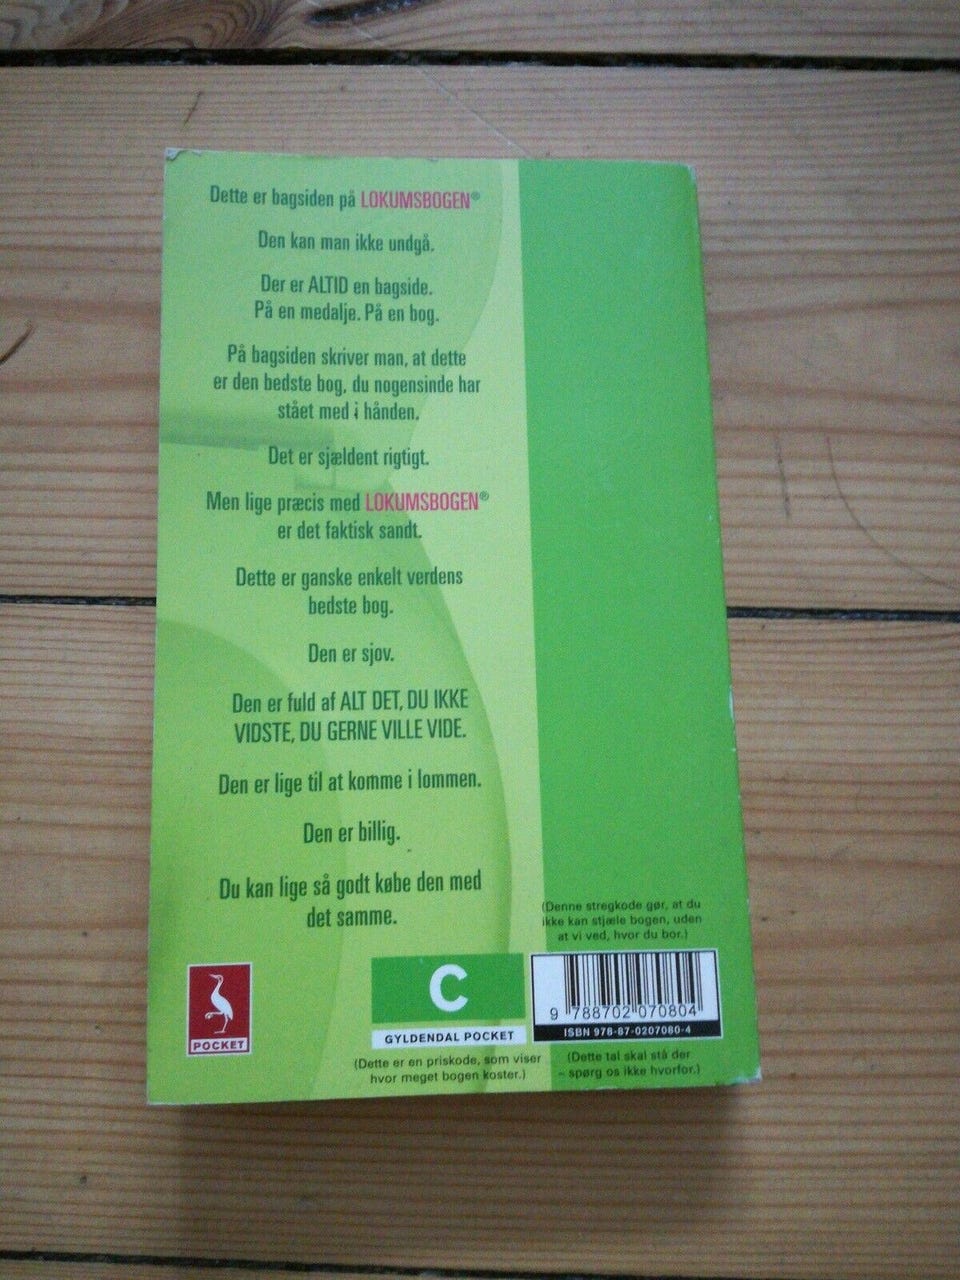 Dette er bagsiden på LOKUMSBOGEN®
Den kan man ikke undgå.
Der er ALTID en bagside.
På en medalje. På en bog.
På bagsiden skriver man, at dette
er den bedste bog, du nogensinde har
stået med i hånden.
Det er sjældent rigtigt.
Men lige præcis med LOKUMSBOGEN®
er det faktisk sandt.
Dette er ganske enkelt verdens
bedste bog.
Den er sjov.
Den er fuld af ALT DET, DU IKKE
VIDSTE, DU GERNE VILLE VIDE.
Den er lige til at komme i lommen.
Den er billig.
Du kan lige så godt købe den med
det samme.
(Denne stregkode gør, at du
ikke kan stjæle bogen, uden
at vi ved, hvor du bor.)
POCKET
C
GYLDENDAL POCKET
(Dette er en priskode, som viser
hvor meget bogen koster.)
9 788702 070804
ISBN 978-87-0207080-4
(Dette tal skal stå der
– spørg os ikke hvorfor.)